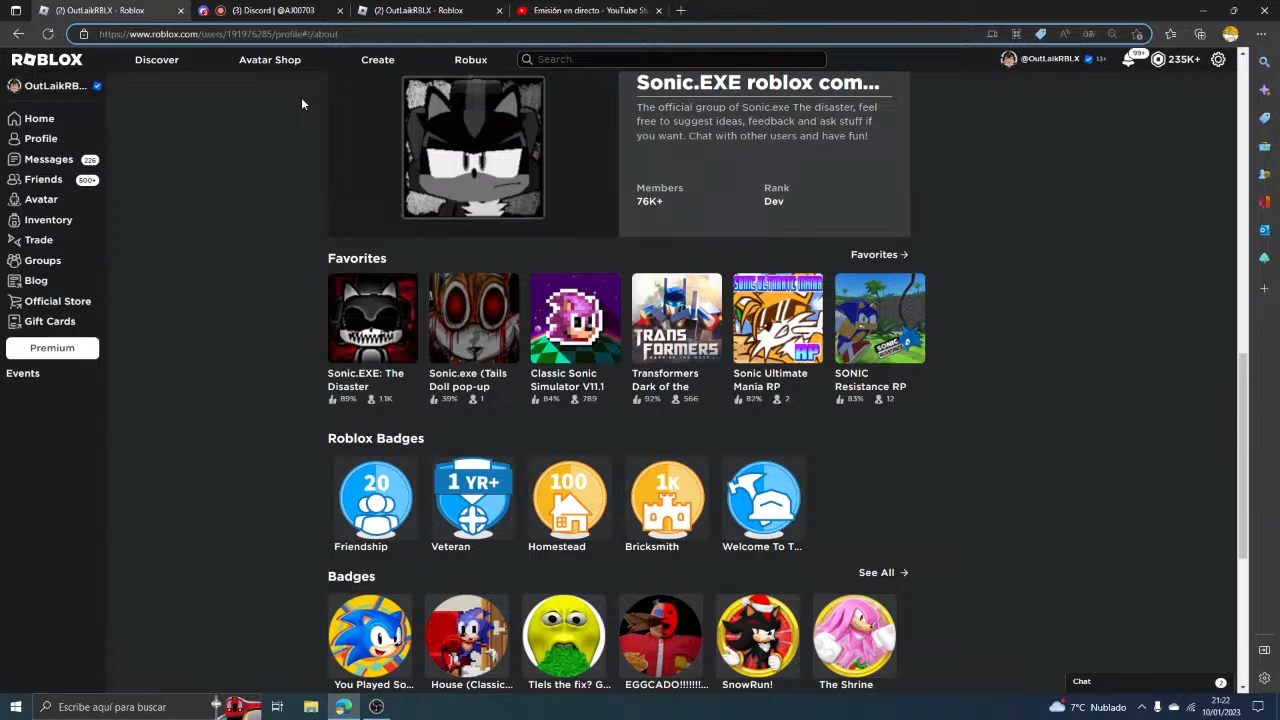 (2) OutLaikRBLX - Roblox
(2) Discord | @AJ00703
(2) OutLaikRBLX - Roblox
Emisión en directo - YouTube St
https://www.roblox.com/users/191976285/profile#!/about
ROBLOX
Discover
Avatar Shop
Create
Robux
Search
@OutLaikRBLX
13+
99+
235K+
OutLaikRB...
Home
Profile
Messages
226
Friends
500+
Avatar
Inventory
Trade
Groups
Blog
Official Store
Gift Cards
Premium
Events
Sonic.EXE roblox com...
The official group of Sonic.exe The disaster, feel
free to suggest ideas, feedback and ask stuff if
you want. Chat with other users and have fun!
Members
Rank
76K+
Dev
Favorites
Favorites
TRANS
FORMERS
SONIC ULTIMATE MANIA
RP
SONIC
Sonic.EXE: The
Disaster
89%
1.1K
Sonic.exe (Tails
Doll pop-up
39%
1
Classic Sonic
Simulator V11.1
84%
789
Transformers
Dark of the
92%
566
Sonic Ultimate
Mania RP
82%
2
SONIC
Resistance RP
83%
12
Roblox Badges
20
1 YR+
100
1K
Friendship
Veteran
Homestead
Bricksmith
Welcome To T...
Badges
See All
You Played So...
House (Classic...
TIels the fix? G...
EGGCADO!!!!!!!...
SnowRun!
The Shrine
Chat
2
Escribe aquí para buscar
7°C Nublado
21:22
10/01/2023